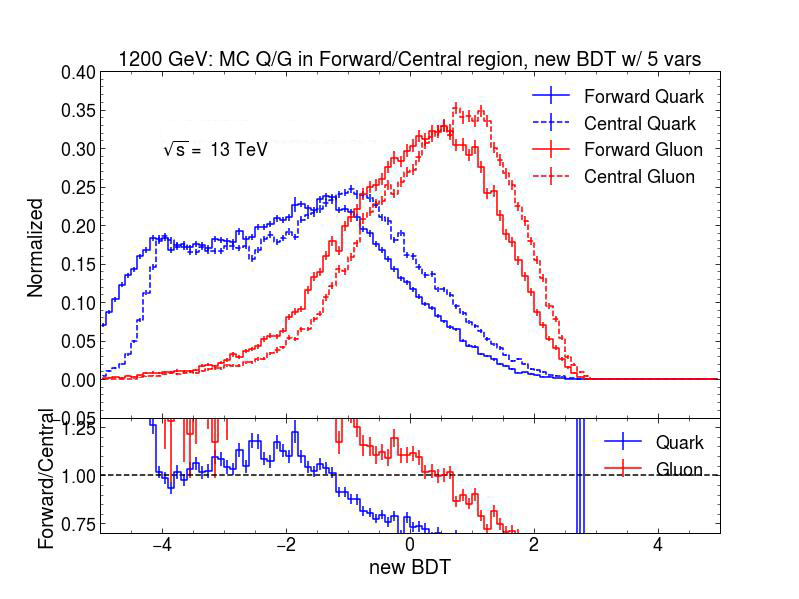 1200 GeV: MC Q/G in Forward/Central region, new BDT w/ 5 vars
0.40
0.35
0.30
0.25
0.20
0.15
0.10
0.05
0.00
0.05
Normalized
√s = 13 TeV
Forward Quark
Central Quark
Forward Gluon
Central Gluon
1.25
1.00
0.75
Forward/Central
Quark
Gluon
−4
−2
0
2
4
new BDT